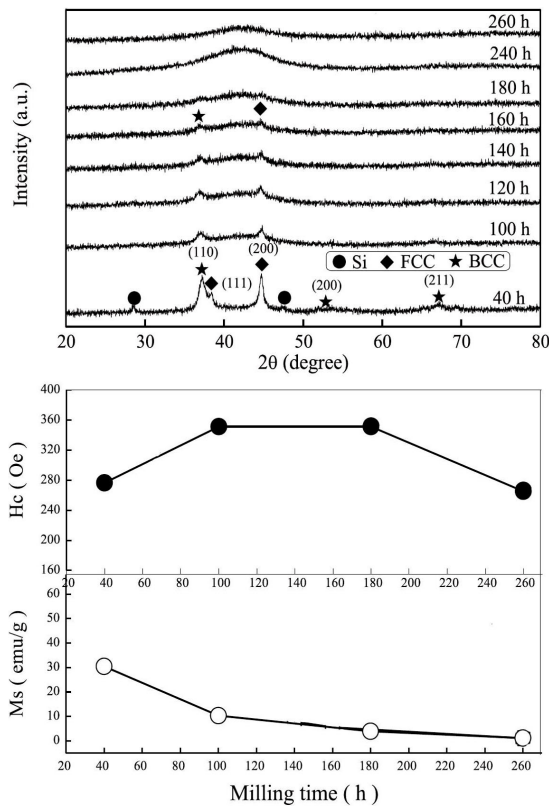 260 h
240 h
180 h
160 h
140 h
120 h
100 h
(110)
(200)
Si FCC BCC
(111)
(200)
(211)
40 h
Intensity (a.u.)
20 30 40 50 60 70 80
2θ (degree)
400
360
320
280
240
200
160
Hc ( Oe )
20 40 60 80 100 120 140 160 180 200 220 240 260
60
50
40
30
20
10
0
Ms ( emu/g )
20 40 60 80 100 120 140 160 180 200 220 240 260
Milling time ( h )